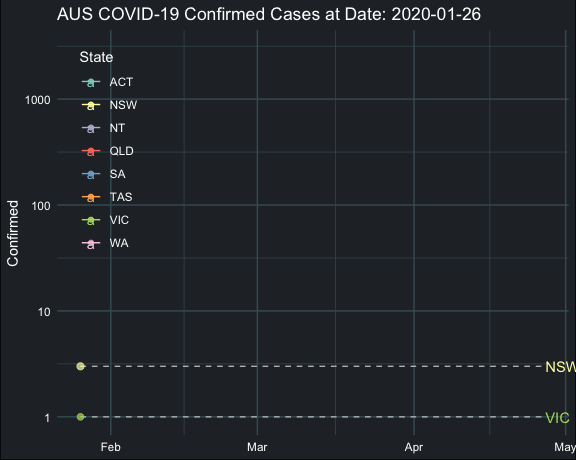 AUS COVID-19 Confirmed Cases at Date: 2020-01-26
State
a ACT
a NSW
a NT
a QLD
a SA
a TAS
a VIC
a WA
1000
100
10
1
Confirmed
NSW
VIC
Feb Mar Apr May